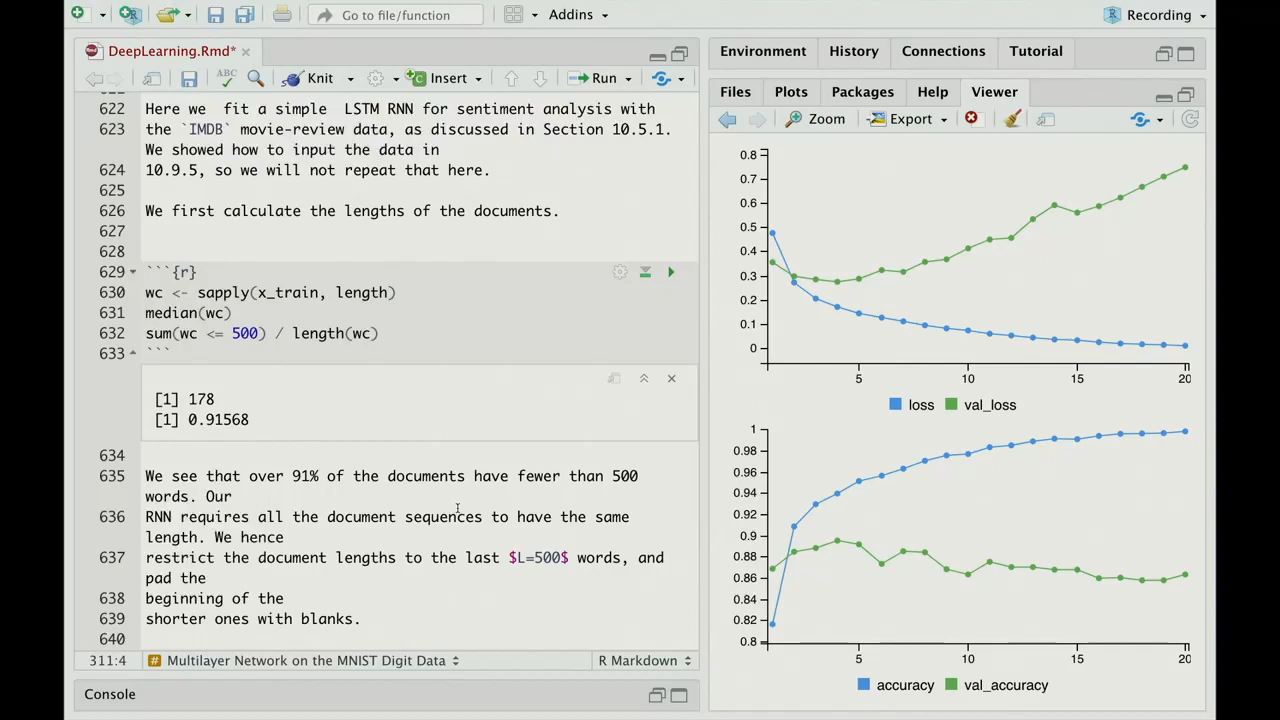 Go to file/function
Addins
Recording
DeepLearning.Rmd*
ABC
Knit
Insert
Run
622 Here we  fit a simple  LSTM RNN for sentiment analysis with
623 the `IMDB` movie-review data, as discussed in Section 10.5.1.
We showed how to input the data in
624 10.9.5, so we will not repeat that here.
625
626 We first calculate the lengths of the documents.
627
628
629 ```{r}
630 wc <- sapply(x_train, length)
631 median(wc)
632 sum(wc <= 500) / length(wc)
633 ```
[1] 178
[1] 0.91568
634
635 We see that over 91% of the documents have fewer than 500
words. Our
636 RNN requires all the document sequences to have the same
length. We hence
637 restrict the document lengths to the last $L=500$ words, and
pad the
638 beginning of the
639 shorter ones with blanks.
640
311:4
# Multilayer Network on the MNIST Digit Data
R Markdown
Console
Environment
History
Connections
Tutorial
Files
Plots
Packages
Help
Viewer
Zoom
Export
0.8
0.7
0.6
0.5
0.4
0.3
0.2
0.1
0
5 10 15 20
loss val_loss
1
0.98
0.96
0.94
0.92
0.9
0.88
0.86
0.84
0.82
0.8
5 10 15 20
accuracy val_accuracy